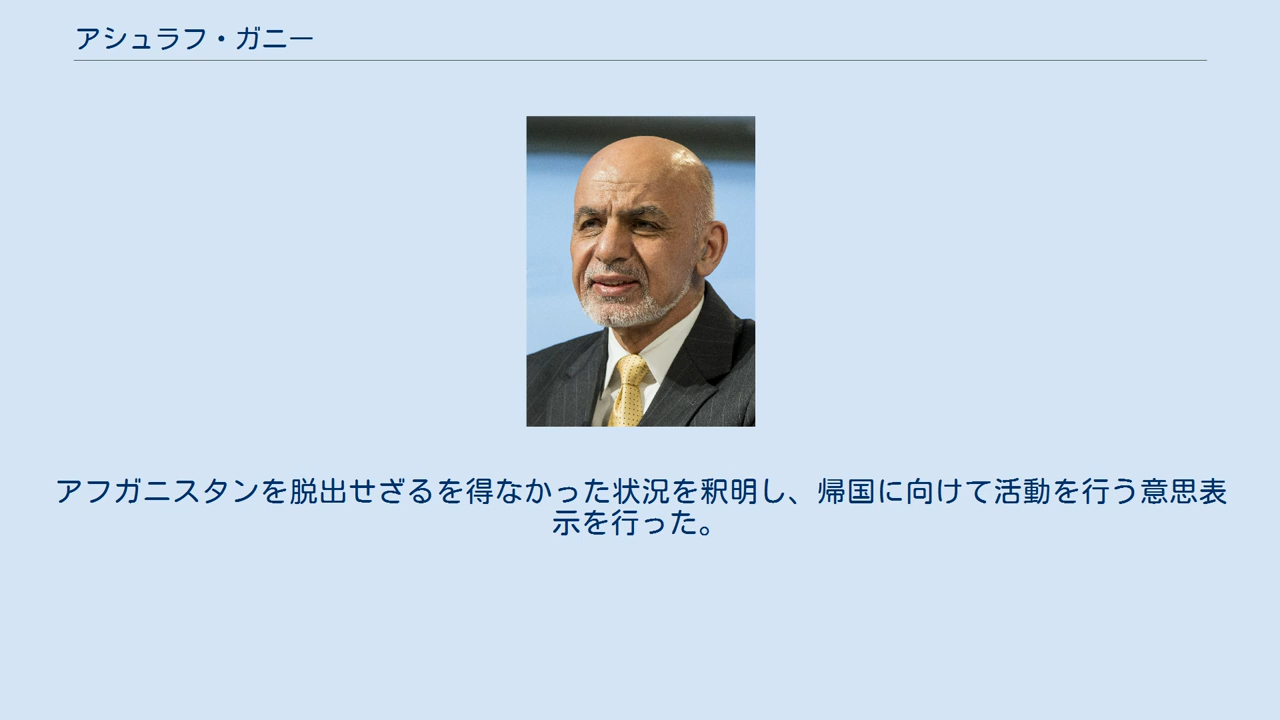 アシュラフ・ガニー
アフガニスタンを脱出せざるを得なかった状況を釈明し、帰国に向けて活動を行う意思表
示を行った。